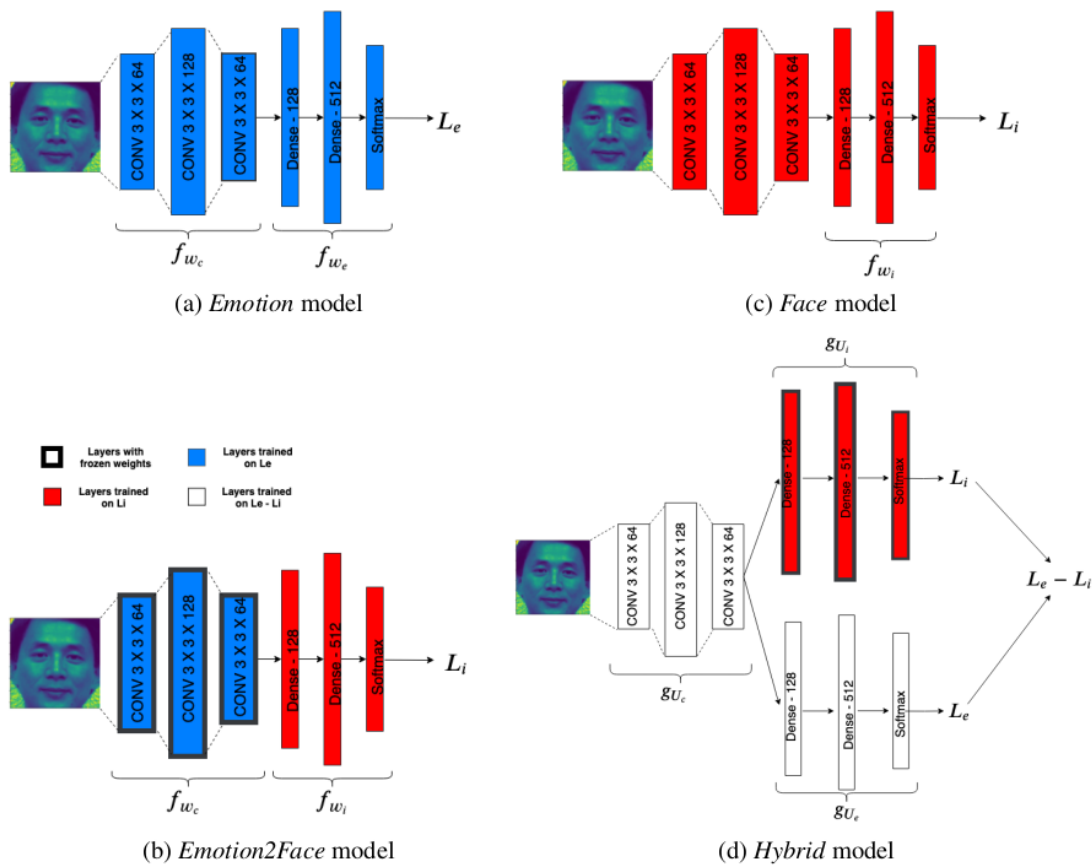 CONV 3 X 3 X 64
CONV 3 X 3 X 128
CONV 3 X 3 X 64
Dense - 128
Dense - 512
Softmax
L_e
f_{w_c}
f_{w_e}
(a) Emotion model
CONV 3 X 3 X 64
CONV 3 X 3 X 128
CONV 3 X 3 X 64
Dense - 128
Dense - 512
Softmax
L_i
f_{w_i}
(c) Face model
Layers with
frozen weights
Layers trained
on Le
Layers trained
on Li
Layers trained
on Le - Li
CONV 3 X 3 X 64
CONV 3 X 3 X 128
CONV 3 X 3 X 64
Dense - 128
Dense - 512
Softmax
L_i
f_{w_c}
f_{w_i}
(b) Emotion2Face model
g_{U_i}
Dense - 128
Dense - 512
Softmax
L_i
CONV 3 X 3 X 64
CONV 3 X 3 X 128
CONV 3 X 3 X 64
g_{U_c}
L_e - L_i
Dense - 128
Dense - 512
Softmax
L_e
g_{U_e}
(d) Hybrid model